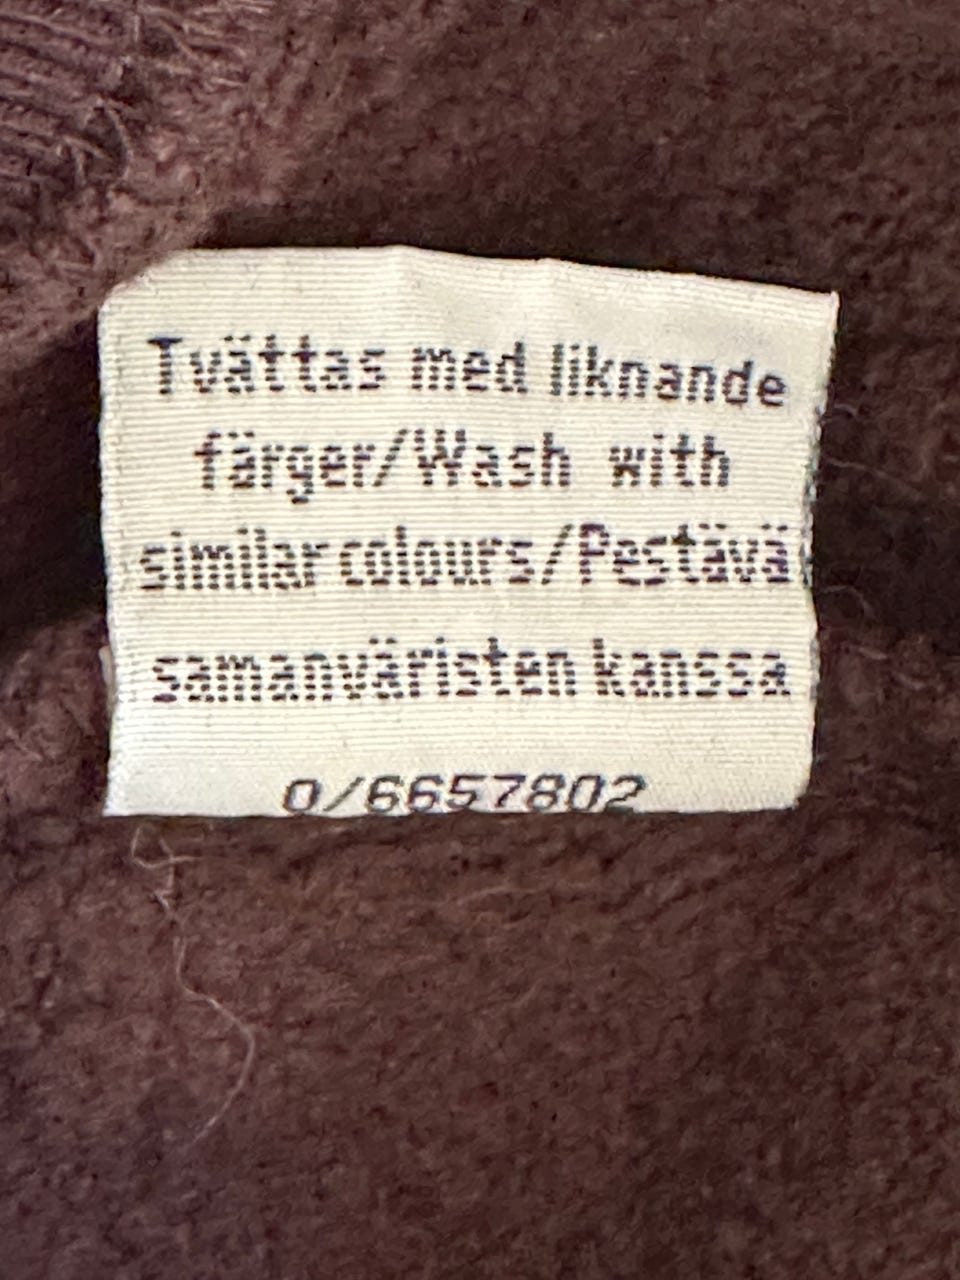 Tvättas med liknande
färger/Wash with
similar colours/Pestävä
samanväristen kanssa
0/6657802